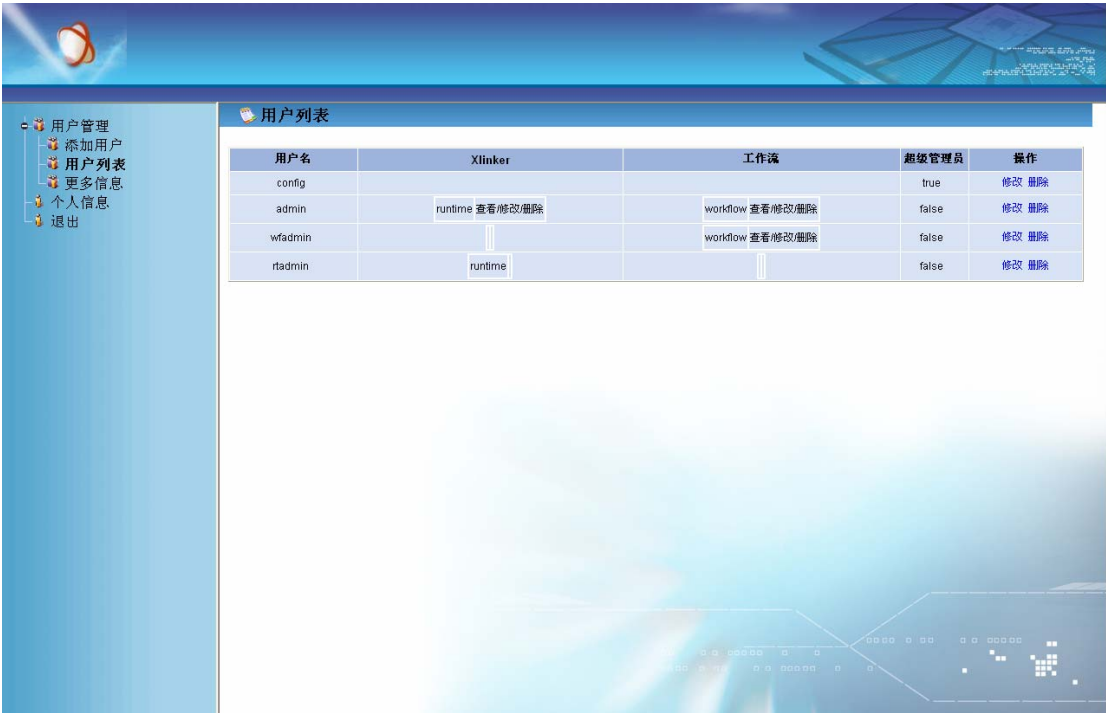 用户管理
添加用户
用户列表
更多信息
个人信息
退出
用户列表
用户名 Xlinker 工作流 超级管理员 操作
config true 修改 删除
admin runtime 查看/修改/删除 workflow 查看/修改/删除 false 修改 删除
wfadmin workflow 查看/修改/删除 false 修改 删除
rtadmin runtime false 修改 删除